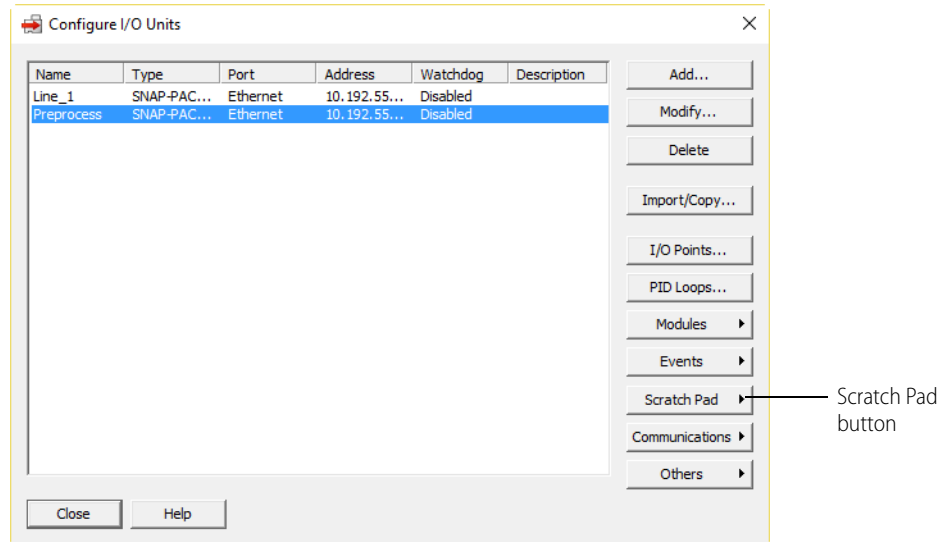 Configure I/O Units
Name Type Port Address Watchdog Description
Line_1 SNAP-PAC... Ethernet 10.192.55... Disabled
Preprocess SNAP-PAC... Ethernet 10.192.55... Disabled
Add...
Modify...
Delete
Import/Copy...
I/O Points...
PID Loops...
Modules
Events
Scratch Pad
Communications
Others
Scratch Pad
button
Close Help